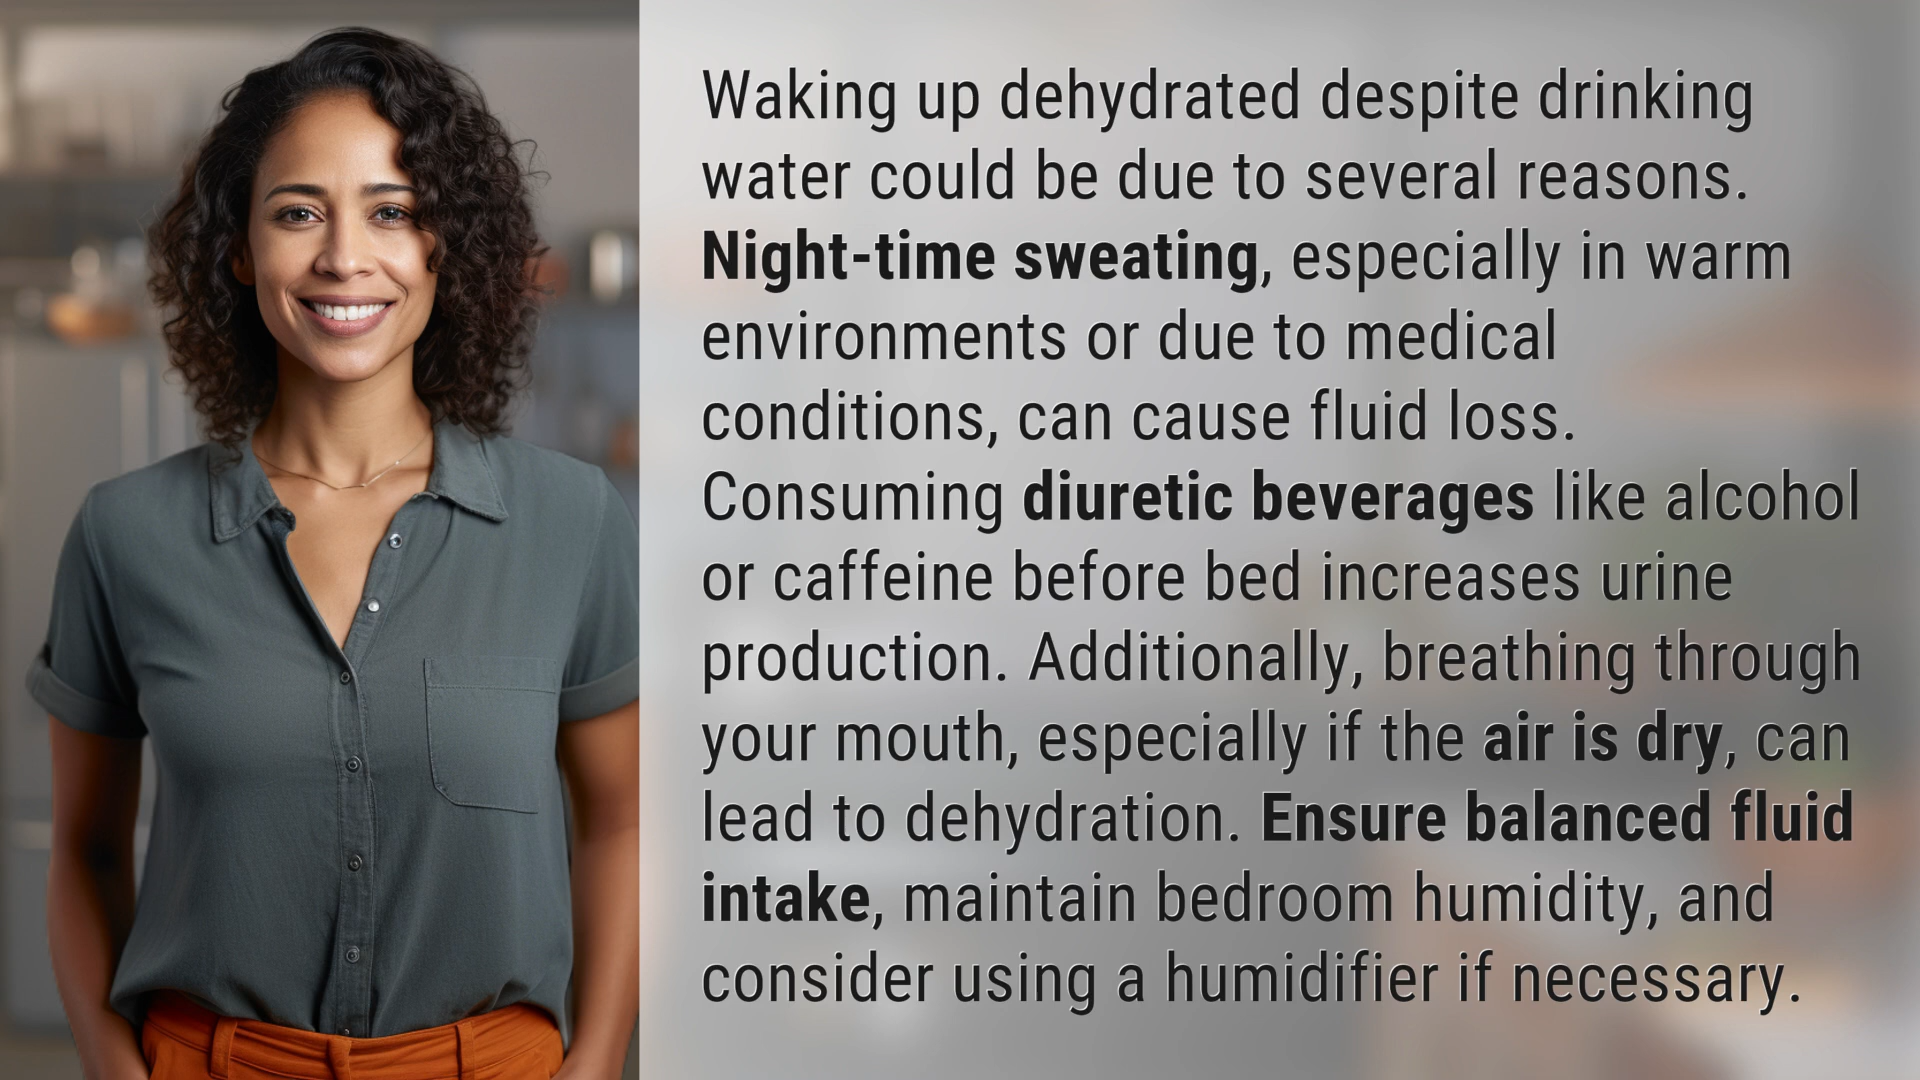 Waking up dehydrated despite drinking
water could be due to several reasons.
Night-time sweating, especially in warm
environments or due to medical
conditions, can cause fluid loss.
Consuming diuretic beverages like alcohol
or caffeine before bed increases urine
production. Additionally, breathing through
your mouth, especially if the air is dry, can
lead to dehydration. Ensure balanced fluid
intake, maintain bedroom humidity, and
consider using a humidifier if necessary.